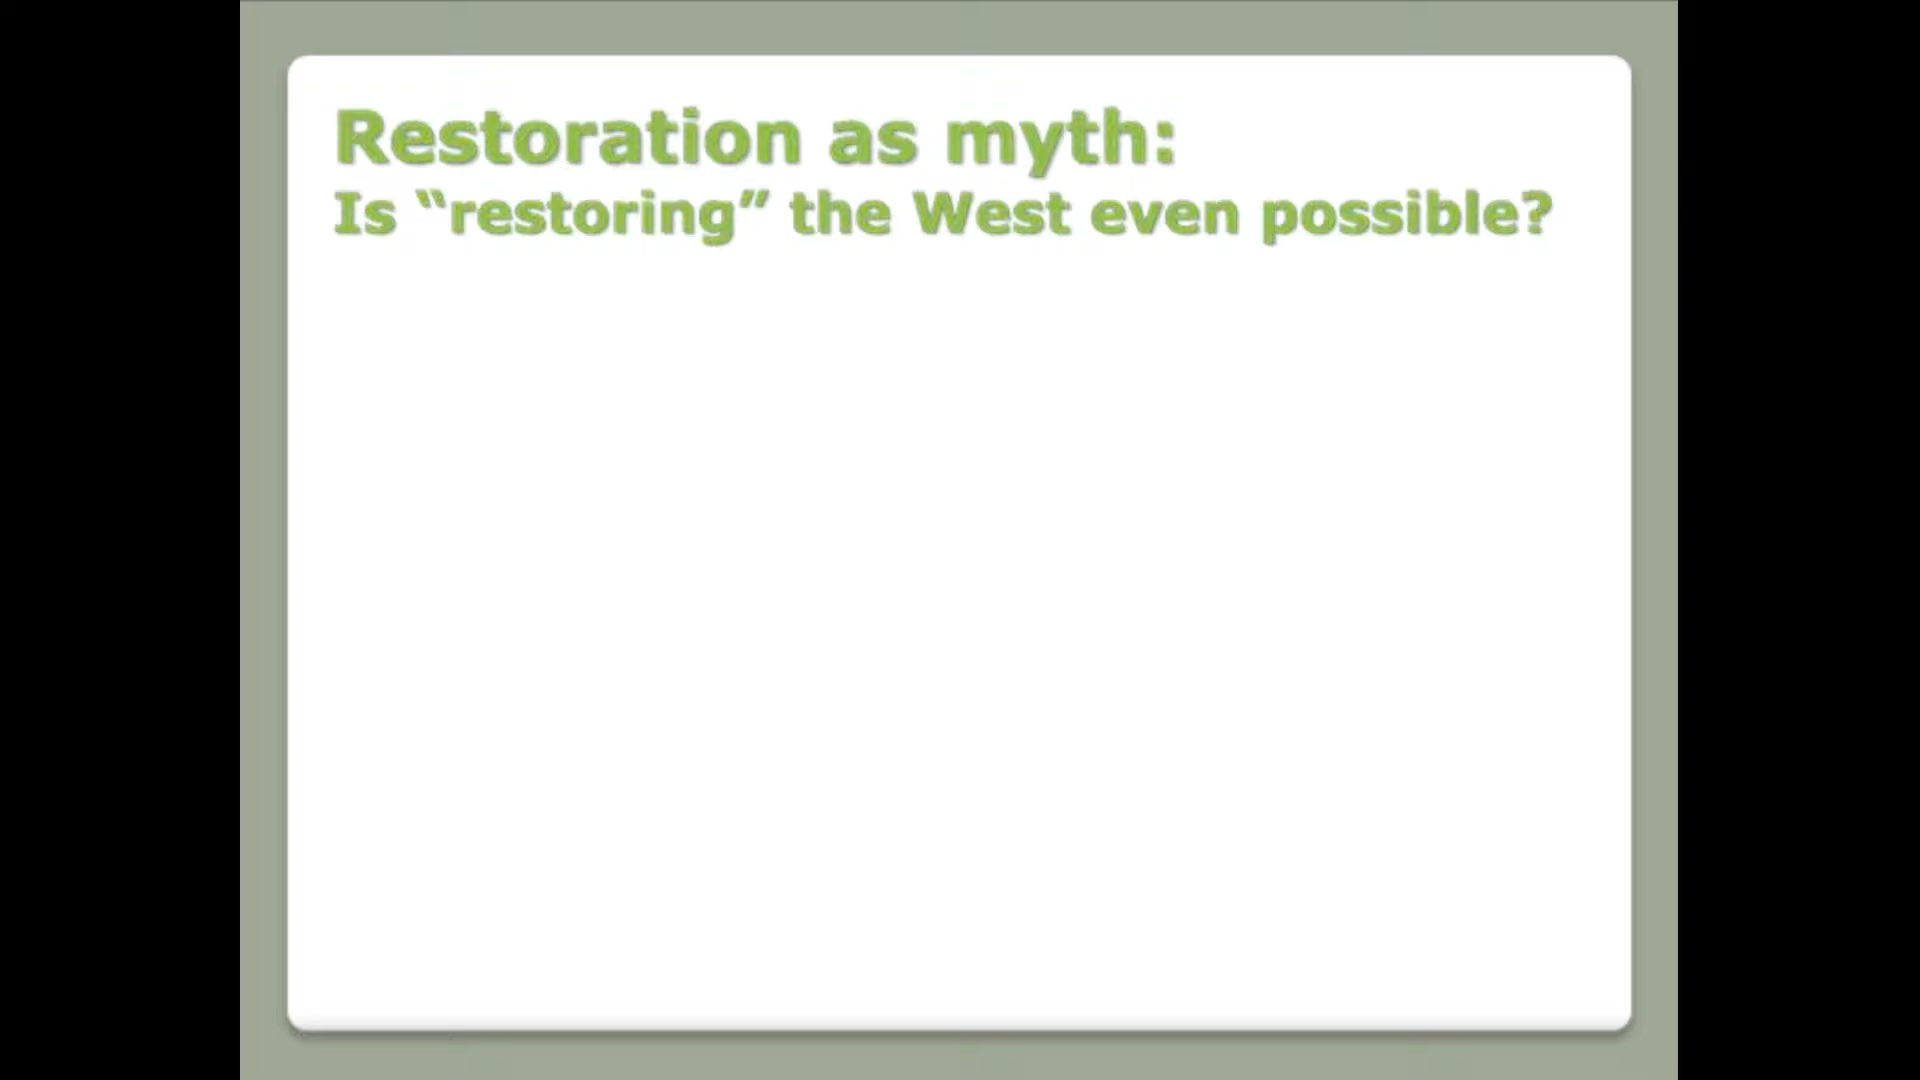 Restoration as myth:
Is “restoring” the West even possible?